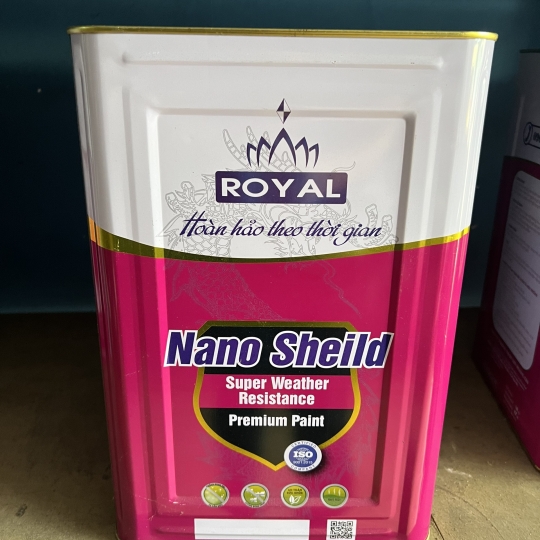 ROYAL
Hoàn hảo theo thời gian
Nano Sheild
Super Weather
Resistance
Premium Paint
ISO